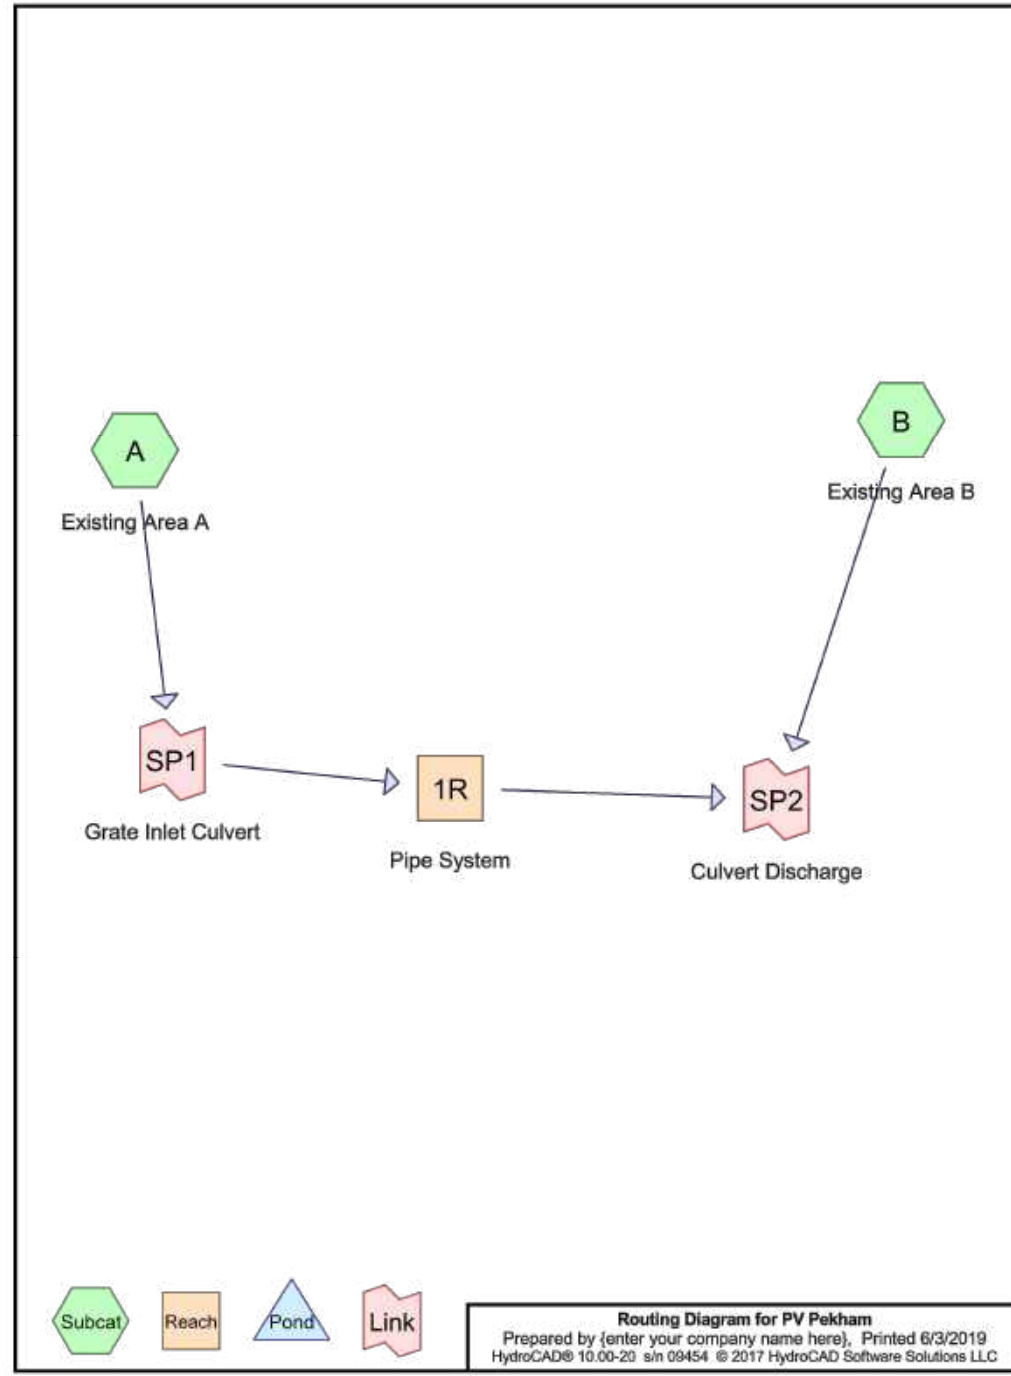 A
B
Existing Area A
Existing Area B
SP1
1R
SP2
Grate Inlet Culvert
Pipe System
Culvert Discharge
Subcat
Reach
Pond
Link
Routing Diagram for PV Pekham
Prepared by {enter your company name here}, Printed 6/3/2019
HydroCAD® 10.00-20 s/n 09454 © 2017 HydroCAD Software Solutions LLC